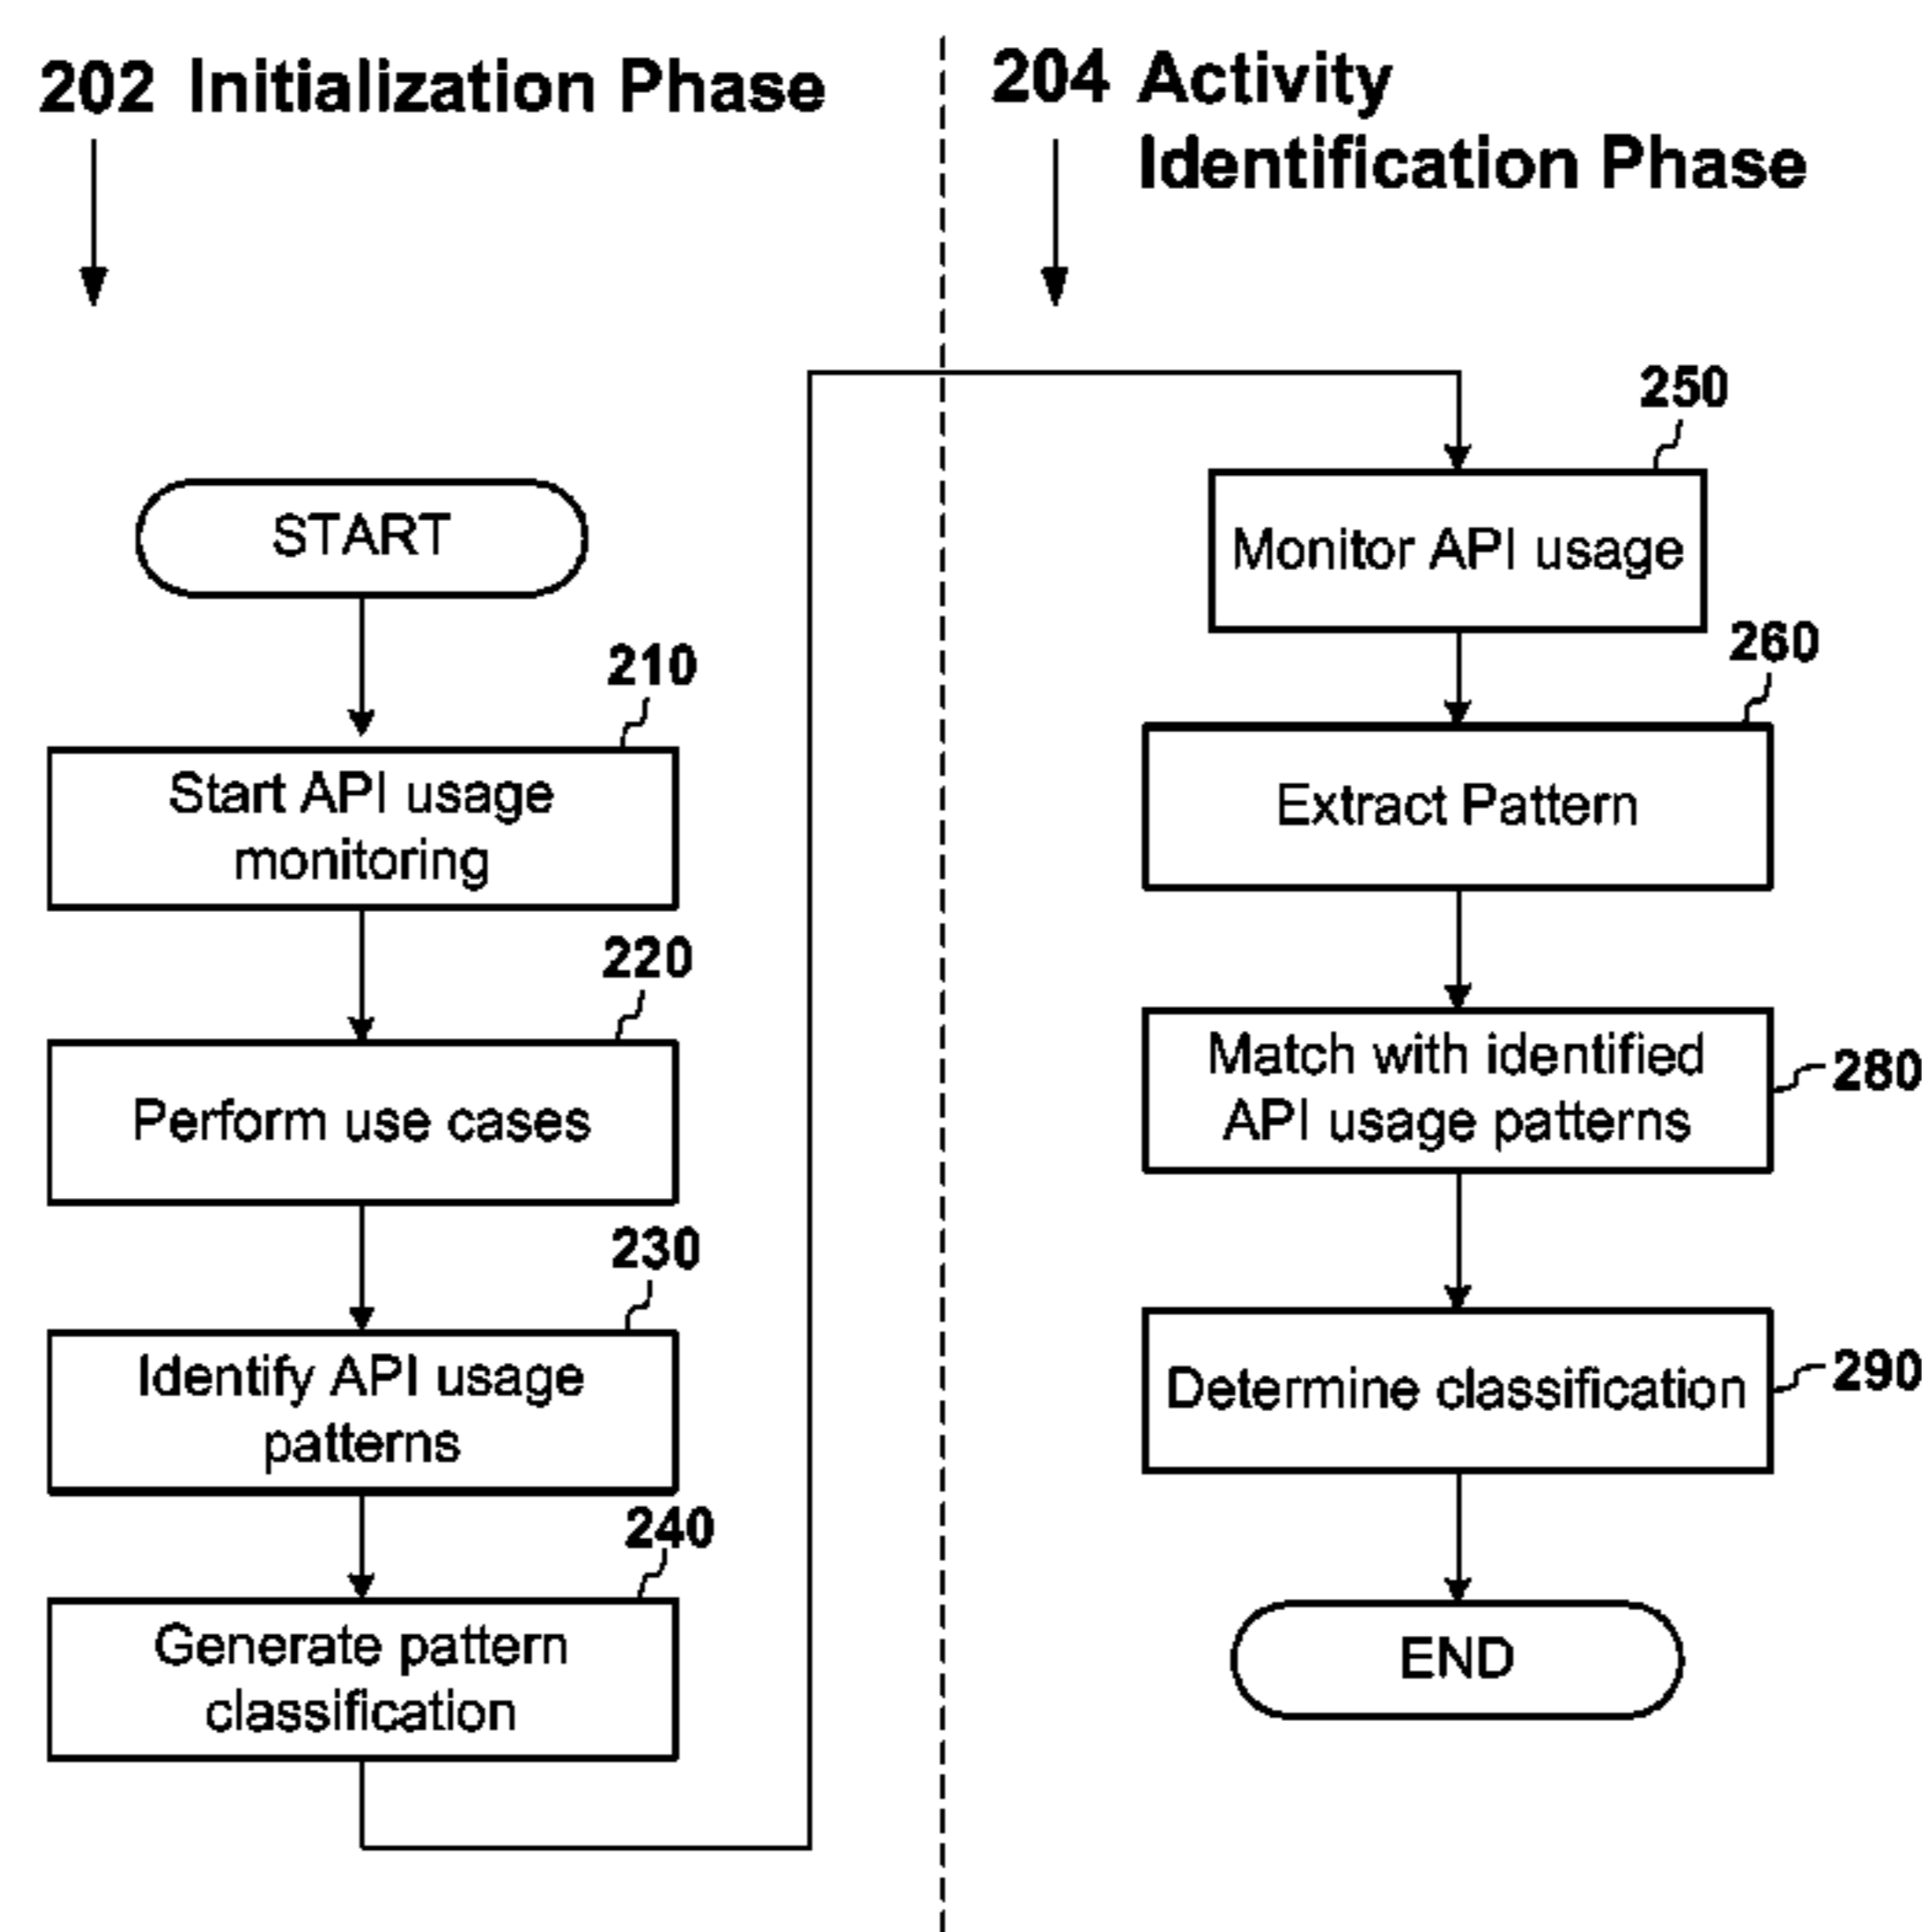 202 Initialization Phase
START
210
Start API usage
monitoring
220
Perform use cases
230
Identify API usage
patterns
240
Generate pattern
classification
204 Activity
Identification Phase
250
Monitor API usage
260
Extract Pattern
Match with identified
API usage patterns
280
Determine classification
290
END